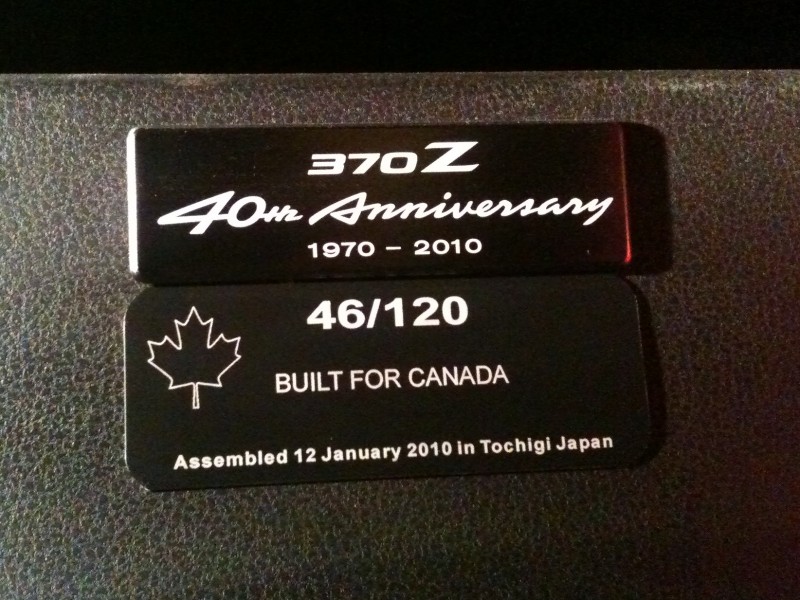 370Z
40th Anniversary
1970 - 2010
46/120
BUILT FOR CANADA
Assembled 12 January 2010 in Tochigi Japan